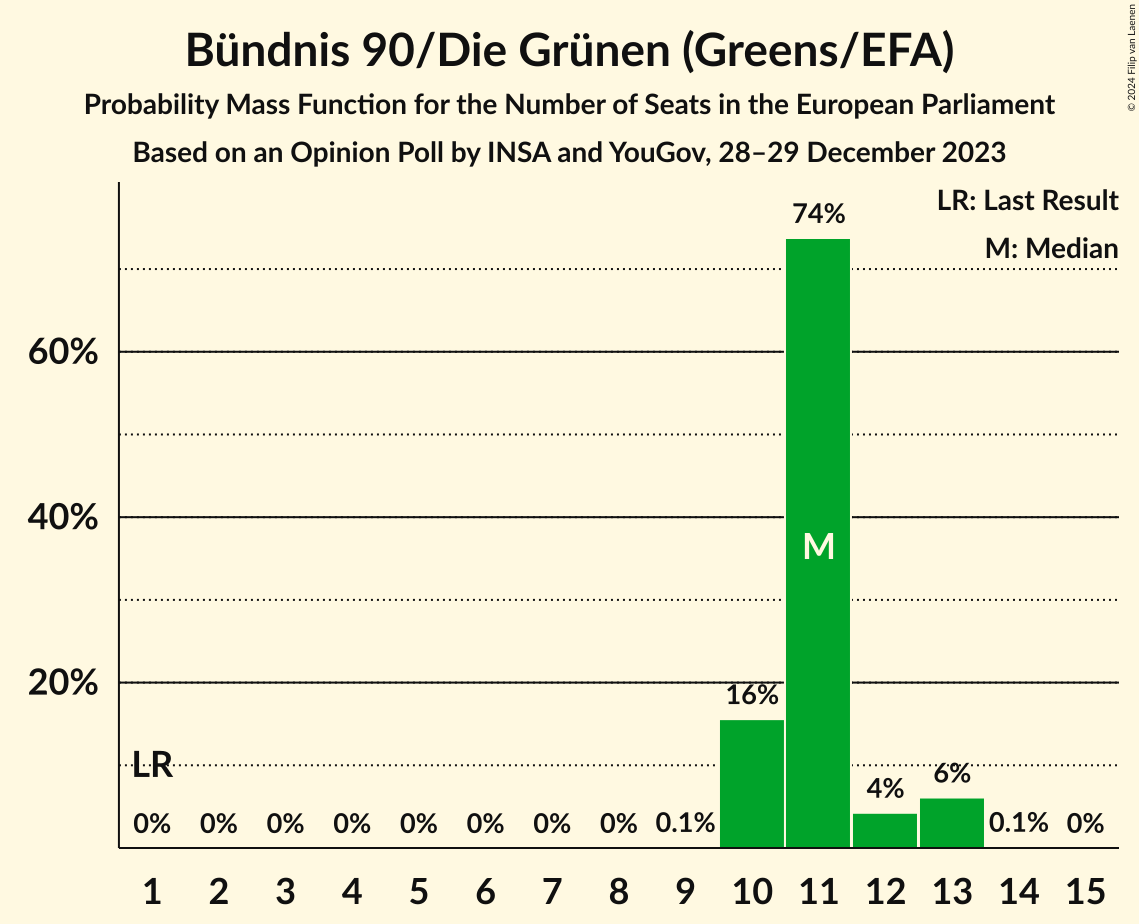 Bündnis 90/Die Grünen (Greens/EFA)
Probability Mass Function for the Number of Seats in the European Parliament
Based on an Opinion Poll by INSA and YouGov, 28–29 December 2023
© 2024 Filip van Laenen
LR: Last Result
M: Median
74%
60%
40%
M
20%
16%
LR
6%
4%
0% 0% 0% 0% 0% 0% 0% 0% 0.1% 0.1% 0%
1 2 3 4 5 6 7 8 9 10 11 12 13 14 15